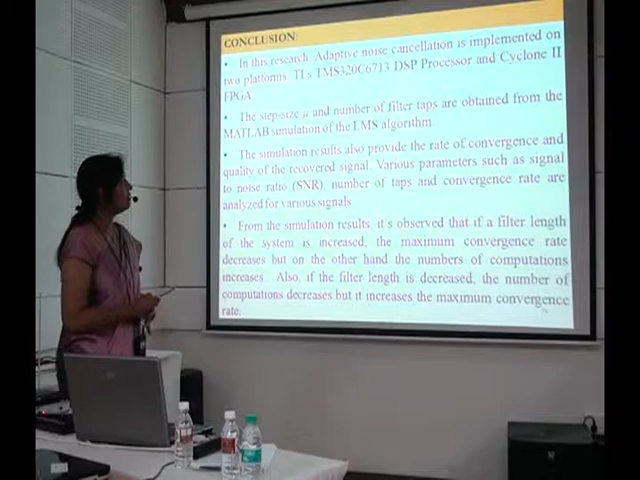 CONCLUSION:
• In this research, Adaptive noise cancellation is implemented on
two platforms, TI's TMS320C6713 DSP Processor and Cyclone II
FPGA.
• The step-size μ and number of filter taps are obtained from the
MATLAB simulation of the LMS algorithm.
• The simulation results also provide the rate of convergence and
quality of the recovered signal. Various parameters such as signal
to noise ratio (SNR), number of taps and convergence rate are
analyzed for various signals.
• From the simulation results, it's observed that if a filter length
of the system is increased, the maximum convergence rate
decreases but on the other hand the numbers of computations
increases. Also, if the filter length is decreased, the number of
computations decreases but it increases the maximum convergence
rate.